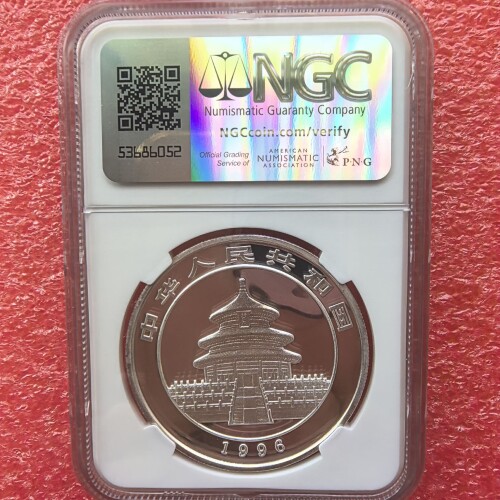 NGC
Numismatic Guaranty Company
NGCcoin.com/verify
53686052
Official Grading
Service of
AMERICAN
NUMISMATIC
ASSOCIATION
P·N·G
中华人民共和国
1996